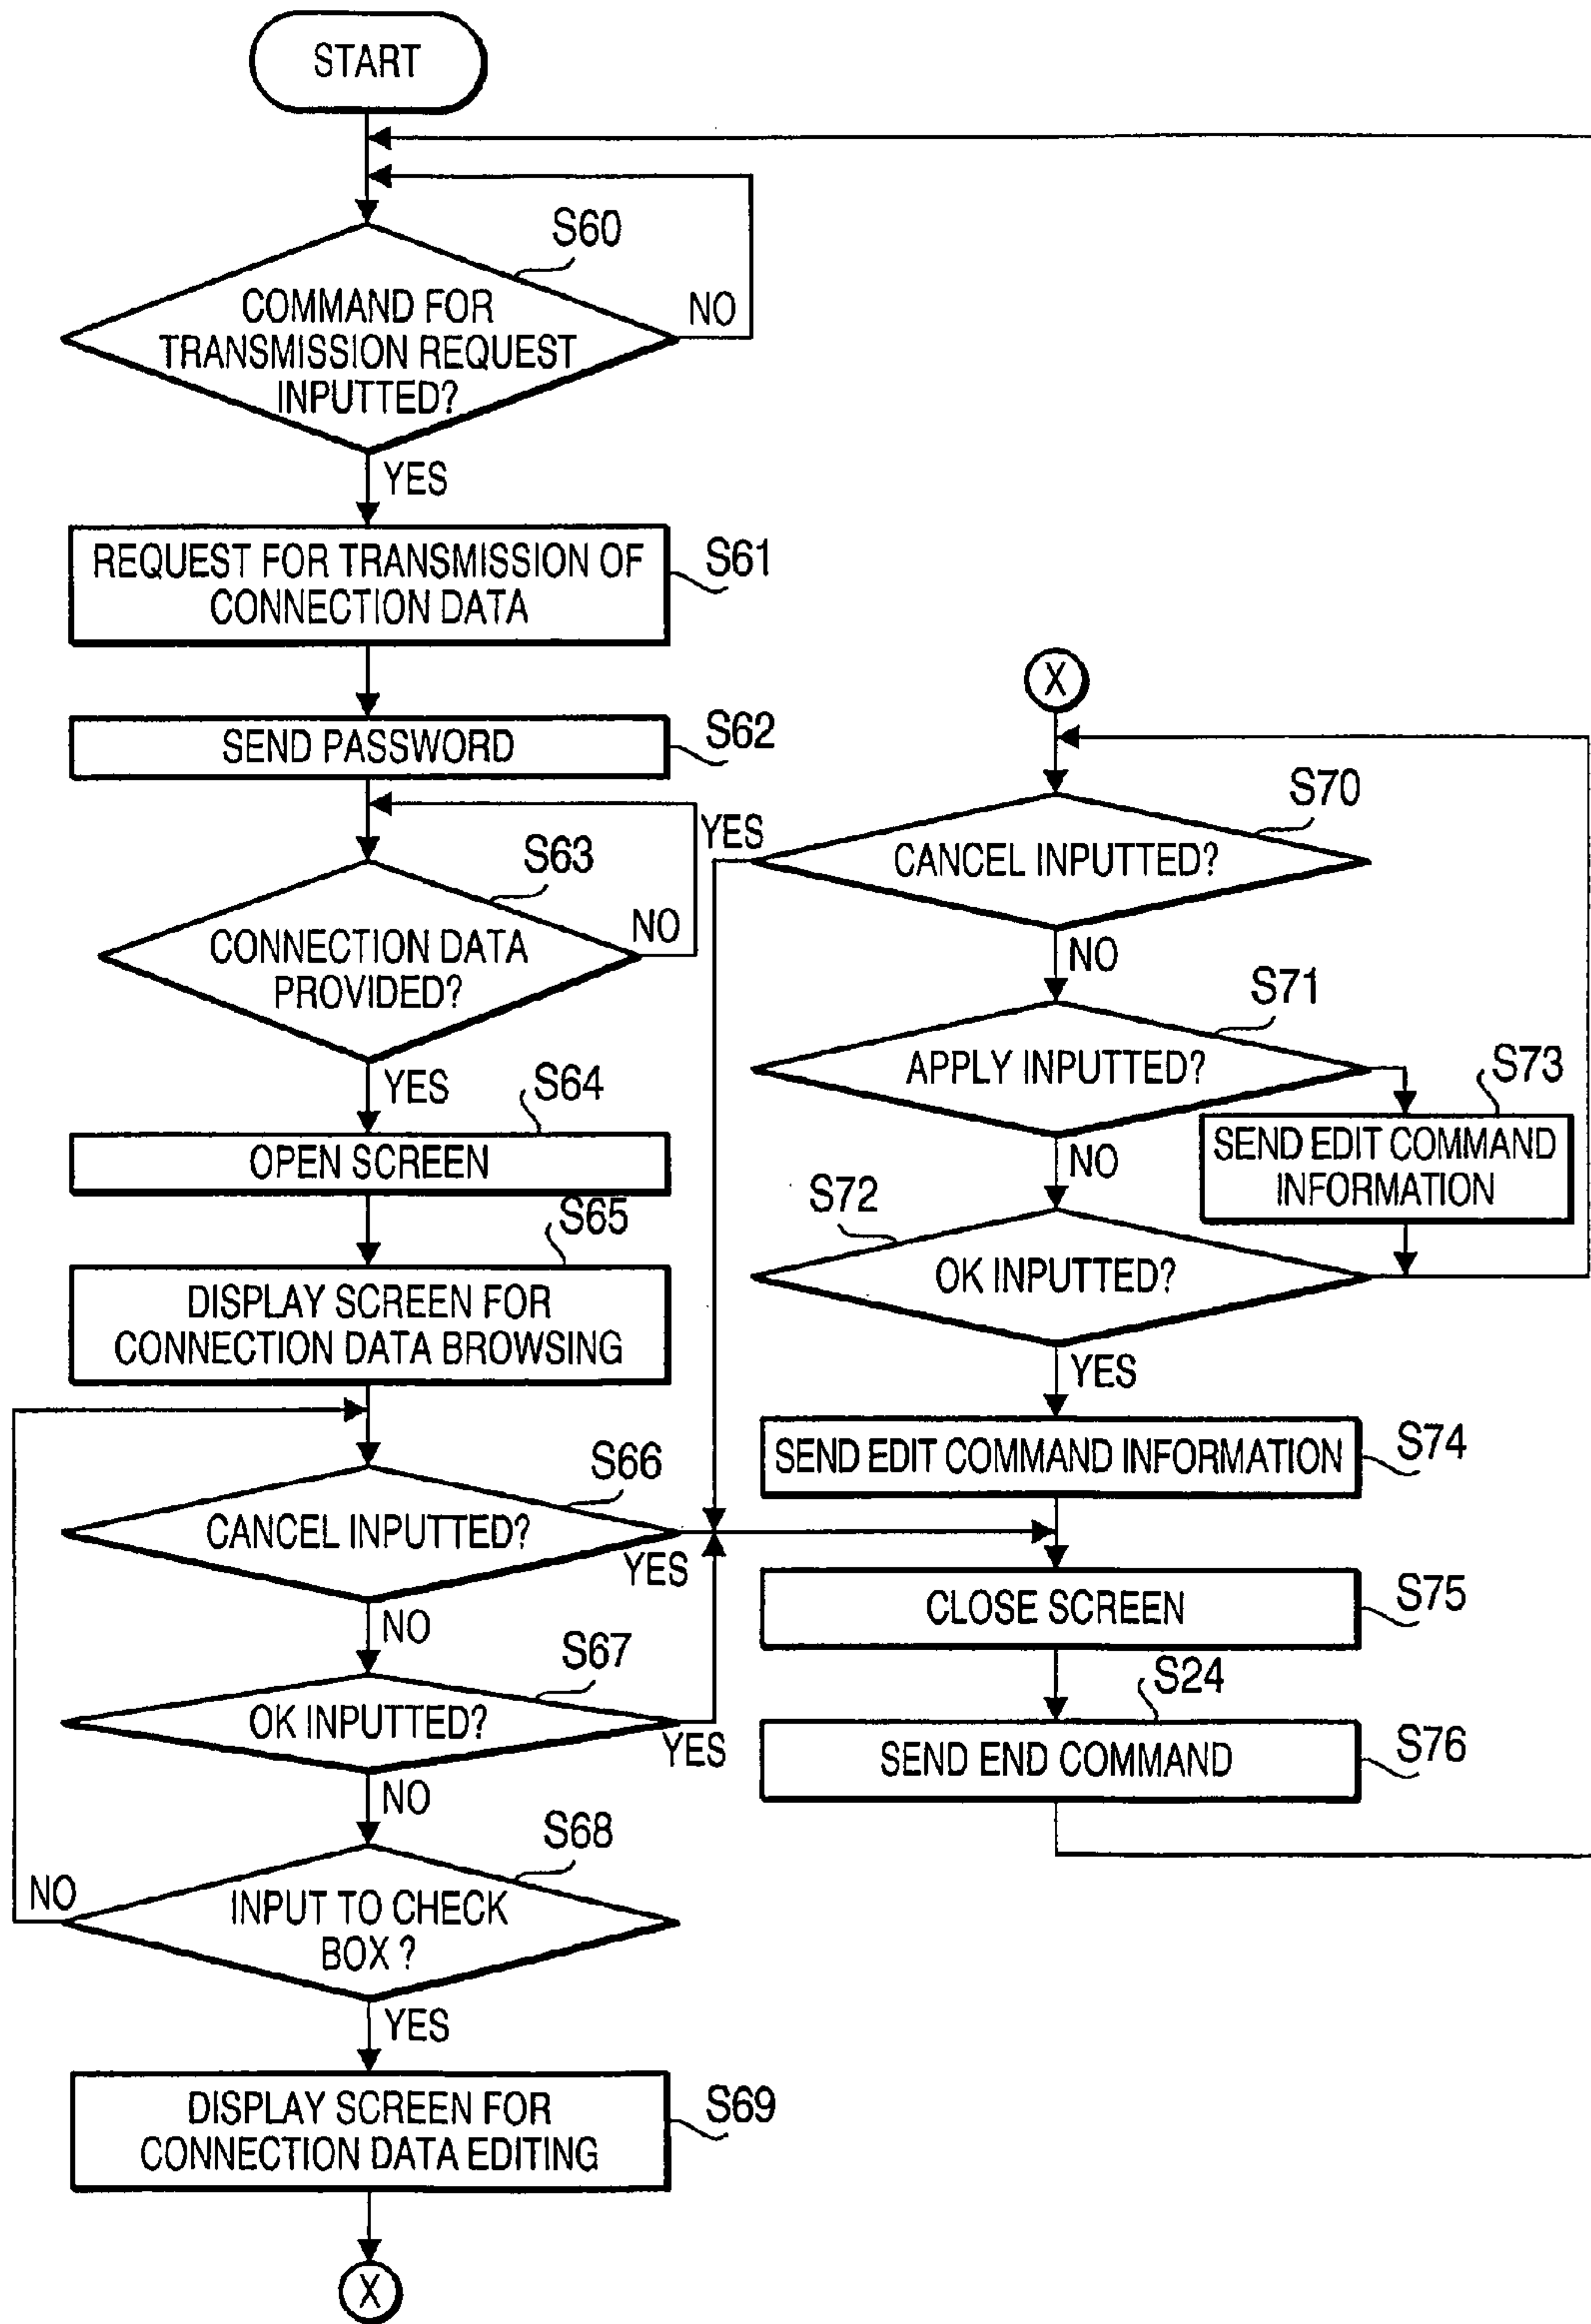 START
S60
COMMAND FOR
TRANSMISSION REQUEST
INPUTTED?
NO
YES
REQUEST FOR TRANSMISSION OF
CONNECTION DATA
S61
SEND PASSWORD
S62
S63
CONNECTION DATA
PROVIDED?
NO
YES
S64
OPEN SCREEN
S65
DISPLAY SCREEN FOR
CONNECTION DATA BROWSING
S66
CANCEL INPUTTED?
YES
NO
S67
OK INPUTTED?
YES
NO
S68
NO
INPUT TO CHECK
BOX ?
YES
DISPLAY SCREEN FOR
CONNECTION DATA EDITING
S69
X
X
S70
YES
CANCEL INPUTTED?
NO
S71
APPLY INPUTTED?
S73
SEND EDIT COMMAND
INFORMATION
NO
S72
OK INPUTTED?
YES
SEND EDIT COMMAND INFORMATION
S74
CLOSE SCREEN
S75
S24
SEND END COMMAND
S76